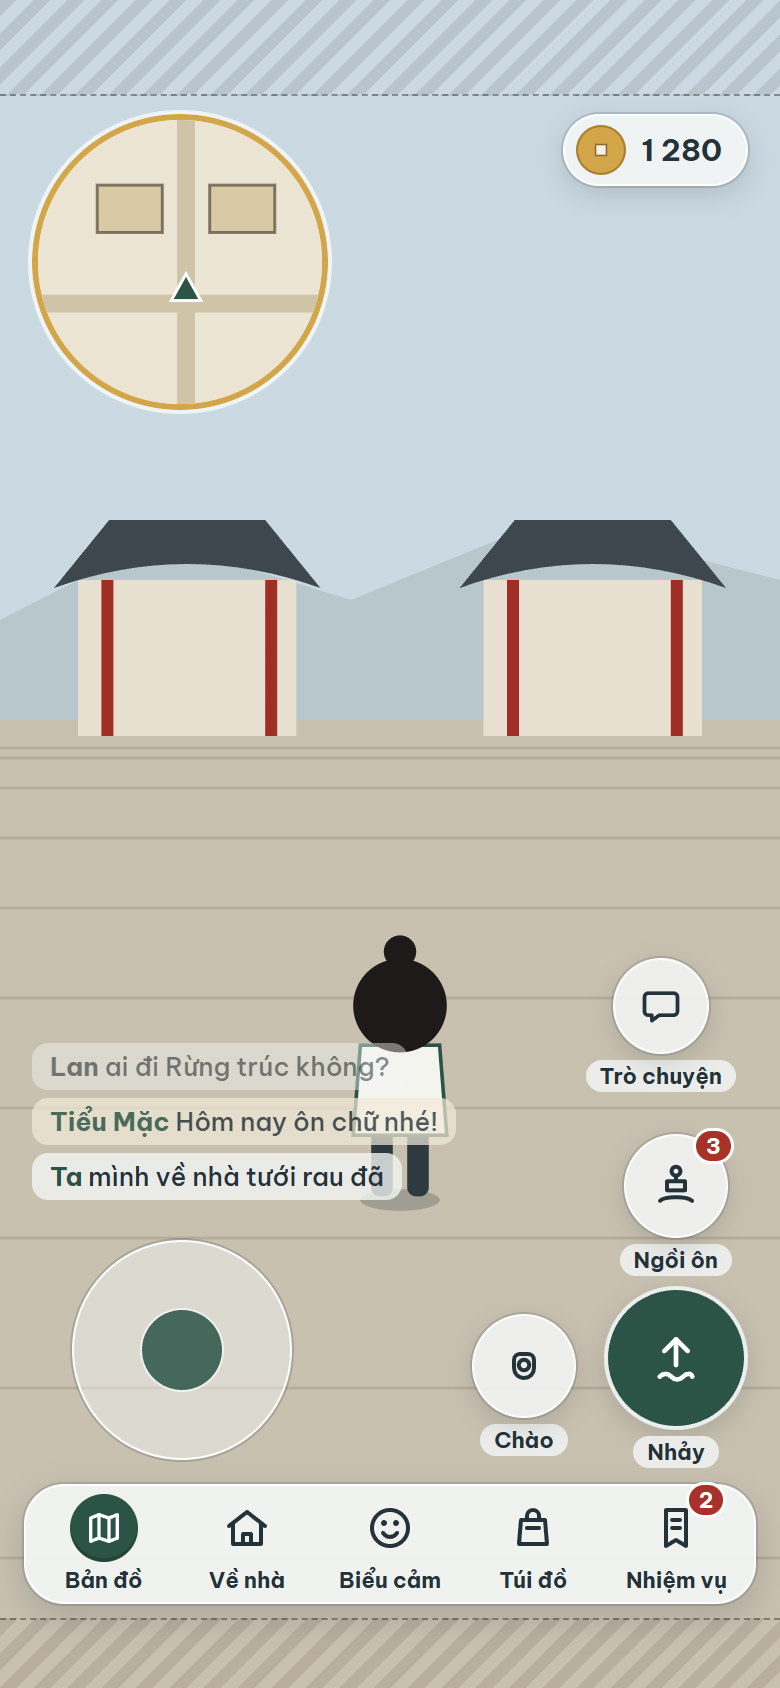 1 280
Lan ai đi Rừng trúc không?
Tiểu Mặc Hôm nay ôn chữ nhé!
Ta mình về nhà tưới rau đã
Trò chuyện
3
Ngồi ôn
Chào
Nhảy
2
Bản đồ
Về nhà
Biểu cảm
Túi đồ
Nhiệm vụ